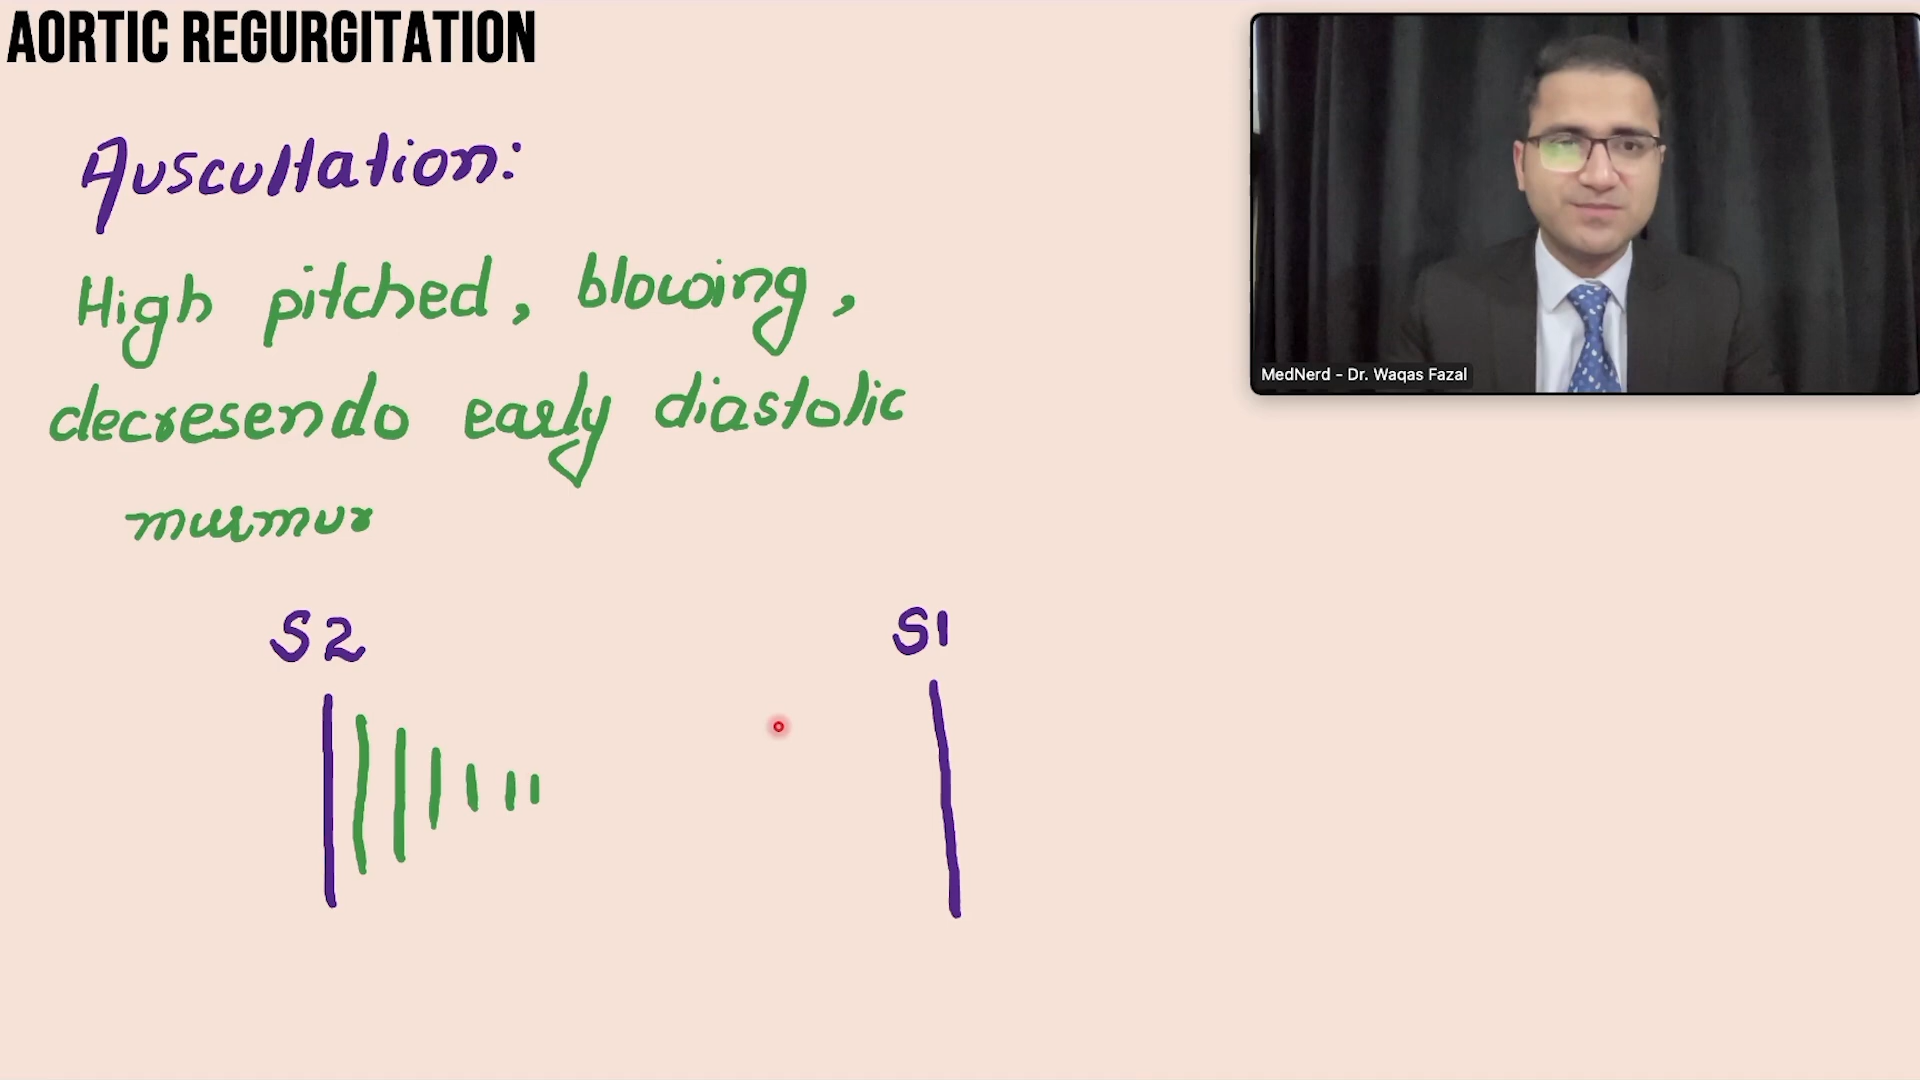 AORTIC REGURGITATION
Auscultation:
High pitched, blowing,
decresendo early diastolic
murmur
S2 S1
MedNerd - Dr. Waqas Fazal